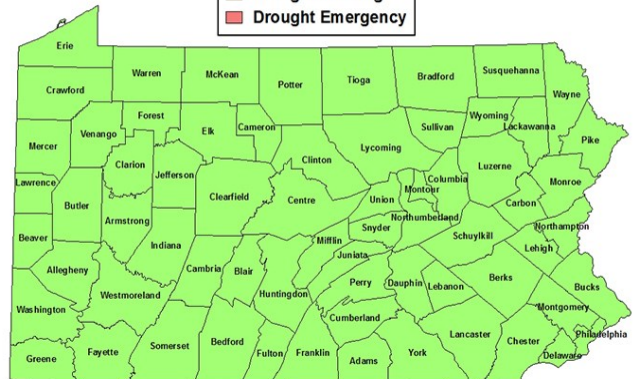 Drought Emergency
Erie
Warren
McKean
Potter
Tioga
Bradford
Susquehanna
Wayne
Crawford
Forest
Elk
Cameron
Sullivan
Wyoming
Lackawanna
Pike
Mercer
Venango
Clarion
Jefferson
Clinton
Lycoming
Luzerne
Monroe
Lawrence
Butler
Armstrong
Clearfield
Centre
Union
Montour
Columbia
Northumberland
Carbon
Beaver
Indiana
Snyder
Mifflin
Juniata
Schuylkill
Northampton
Lehigh
Allegheny
Westmoreland
Cambria
Blair
Huntingdon
Perry
Dauphin
Lebanon
Berks
Bucks
Washington
Cumberland
Montgomery
Philadelphia
Greene
Fayette
Somerset
Bedford
Fulton
Franklin
Adams
York
Lancaster
Chester
Delaware